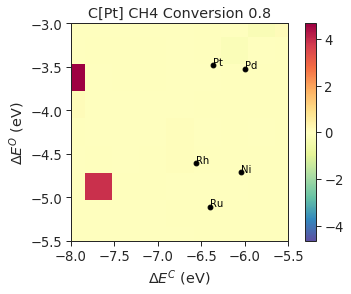 C[Pt] CH4 Conversion 0.8
−3.0
−3.5
−4.0
−4.5
−5.0
−5.5
ΔE^O (eV)
Pt
Pd
Rh
Ni
Ru
−8.0 −7.5 −7.0 −6.5 −6.0 −5.5
ΔE^C (eV)
4
2
0
−2
−4